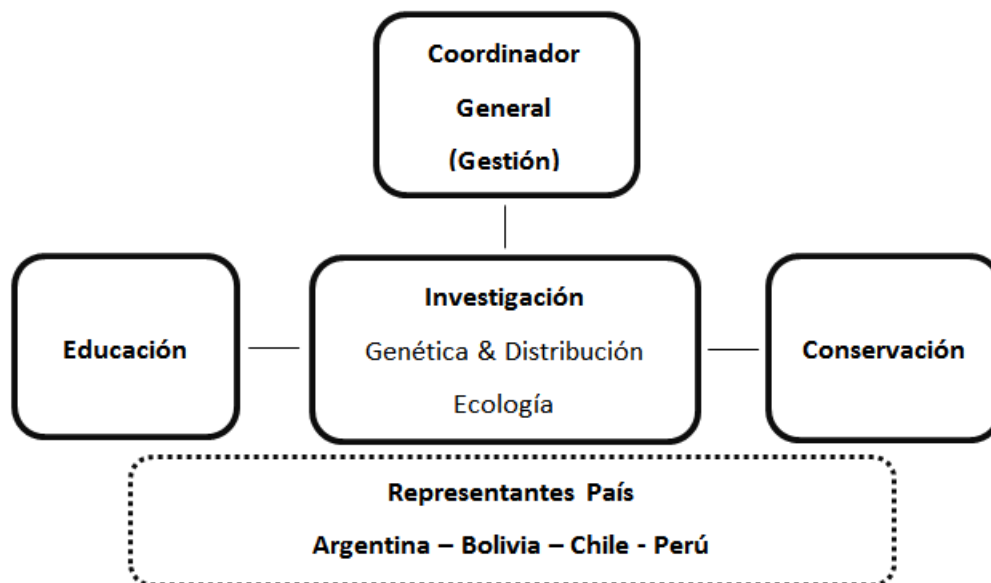 Coordinador
General
(Gestión)
Educación
Investigación
Genética & Distribución
Ecología
Conservación
Representantes País
Argentina – Bolivia – Chile - Perú